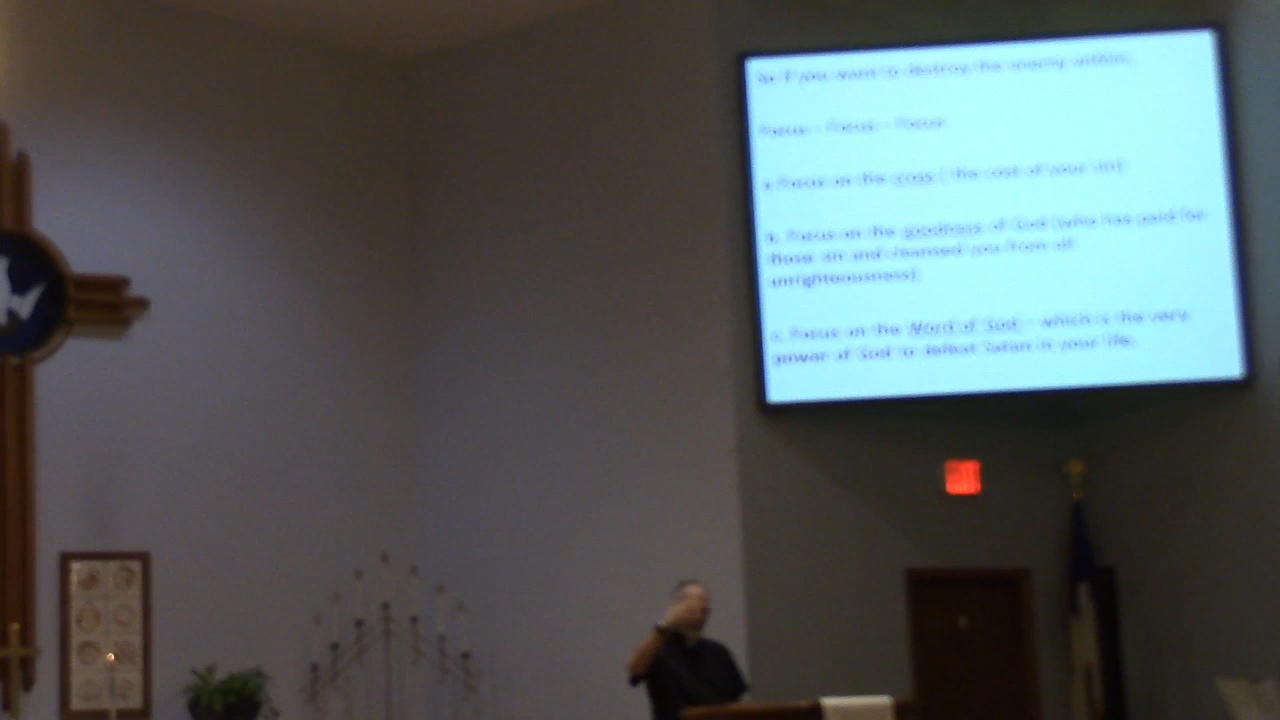 So if you want to destroy the enemy within,
Focus - Focus - Focus
a Focus on the cross ( the cost of your sin)
b. Focus on the goodness of God (who has paid for
those sin and cleansed you from all
unrighteousness)
c. Focus on the Word of God - which is the very
power of God to defeat Satan in your life.